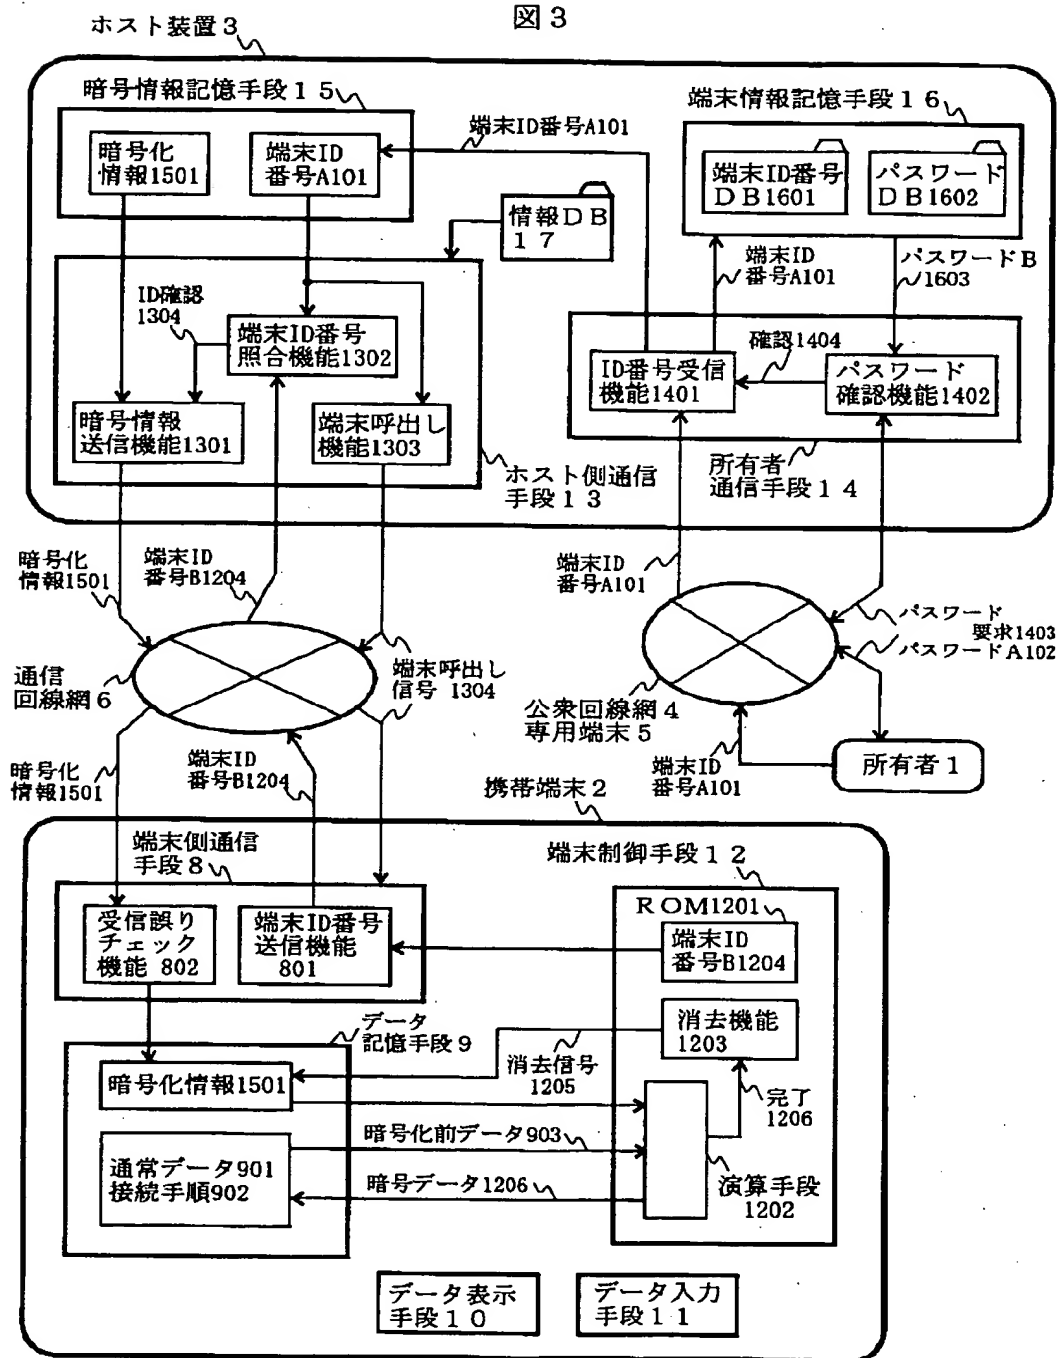 図3
ホスト装置3
暗号情報記憶手段15
暗号化
情報1501
端末ID
番号A101
端末ID番号A101
端末情報記憶手段16
端末ID番号
DB1601
パスワード
DB1602
情報DB
17
端末ID
番号A101
パスワードB
1603
ID確認
1304
端末ID番号
照合機能1302
確認1404
ID番号受信
機能1401
パスワード
確認機能1402
暗号情報
送信機能1301
端末呼出し
機能1303
ホスト側通信
手段13
所有者
通信手段14
暗号化
情報1501
端末ID
番号B1204
端末ID
番号A101
パスワード
要求1403
パスワードA102
通信
回線網6
端末呼出し
信号 1304
公衆回線網4
専用端末5
暗号化
情報1501
端末ID
番号B1204
端末ID
番号A101
所有者1
携帯端末2
端末側通信
手段8
端末制御手段12
受信誤り
チェック
機能 802
端末ID番号
送信機能
801
ROM1201
端末ID
番号B1204
データ
記憶手段9
消去機能
1203
消去信号
1205
暗号化情報1501
完了
1206
暗号化前データ903
通常データ901
接続手順902
暗号データ1206
演算手段
1202
データ表示
手段10
データ入力
手段11